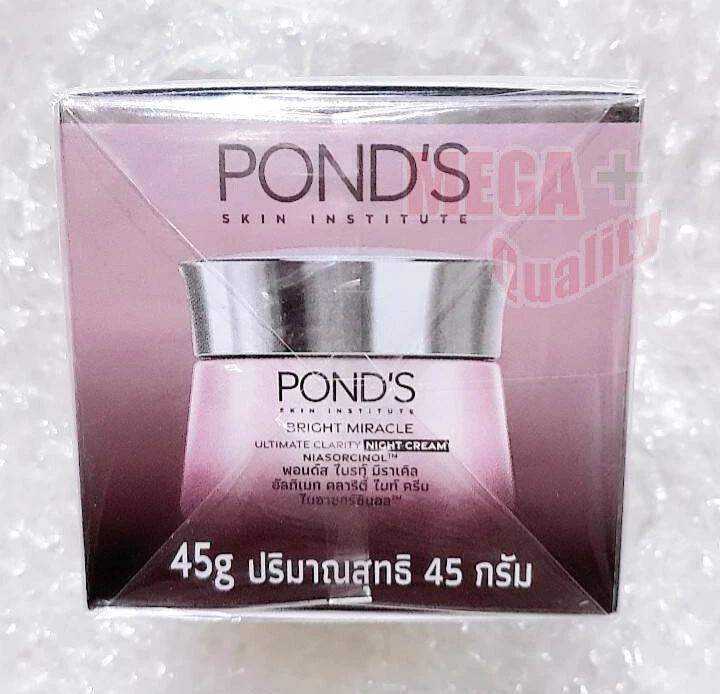 POND'S
SKIN INSTITUTE
MEGA +
Quality
POND'S
SKIN INSTITUTE
BRIGHT MIRACLE
ULTIMATE CLARITY NIGHT CREAM
NIASORCINOL™
พอนด์ส ไบรท์ มิราเคิล
อัลทิเมท คลาริตี้ ไนท์ ครีม
ไนอาซอร์ซินอล™
45g ปริมาณสุทธิ 45 กรัม